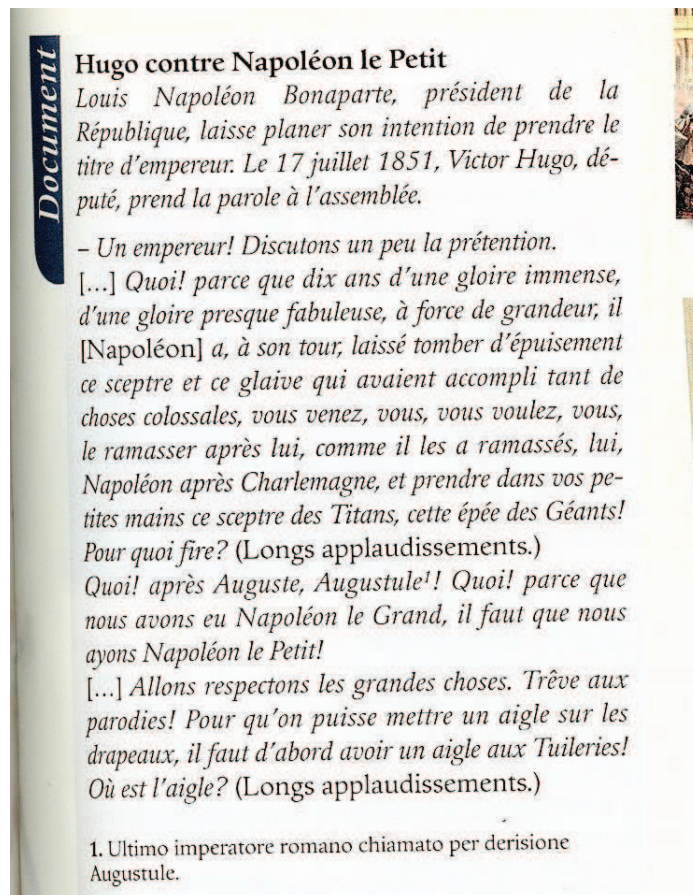 Document
Hugo contre Napoléon le Petit
Louis Napoléon Bonaparte, président de la
République, laisse planer son intention de prendre le
titre d'empereur. Le 17 juillet 1851, Victor Hugo, dé-
puté, prend la parole à l'assemblée.
– Un empereur! Discutons un peu la prétention.
[...] Quoi! parce que dix ans d'une gloire immense,
d'une gloire presque fabuleuse, à force de grandeur, il
[Napoléon] a, à son tour, laissé tomber d'épuisement
ce sceptre et ce glaive qui avaient accompli tant de
choses colossales, vous venez, vous, vous voulez, vous,
le ramasser après lui, comme il les a ramassés, lui,
Napoléon après Charlemagne, et prendre dans vos pe-
tites mains ce sceptre des Titans, cette épée des Géants!
Pour quoi fire? (Longs applaudissements.)
Quoi! après Auguste, Augustule¹! Quoi! parce que
nous avons eu Napoléon le Grand, il faut que nous
ayons Napoléon le Petit!
[...] Allons respectons les grandes choses. Trêve aux
parodies! Pour qu'on puisse mettre un aigle sur les
drapeaux, il faut d'abord avoir un aigle aux Tuileries!
Où est l'aigle? (Longs applaudissements.)
1. Ultimo imperatore romano chiamato per derisione
Augustule.